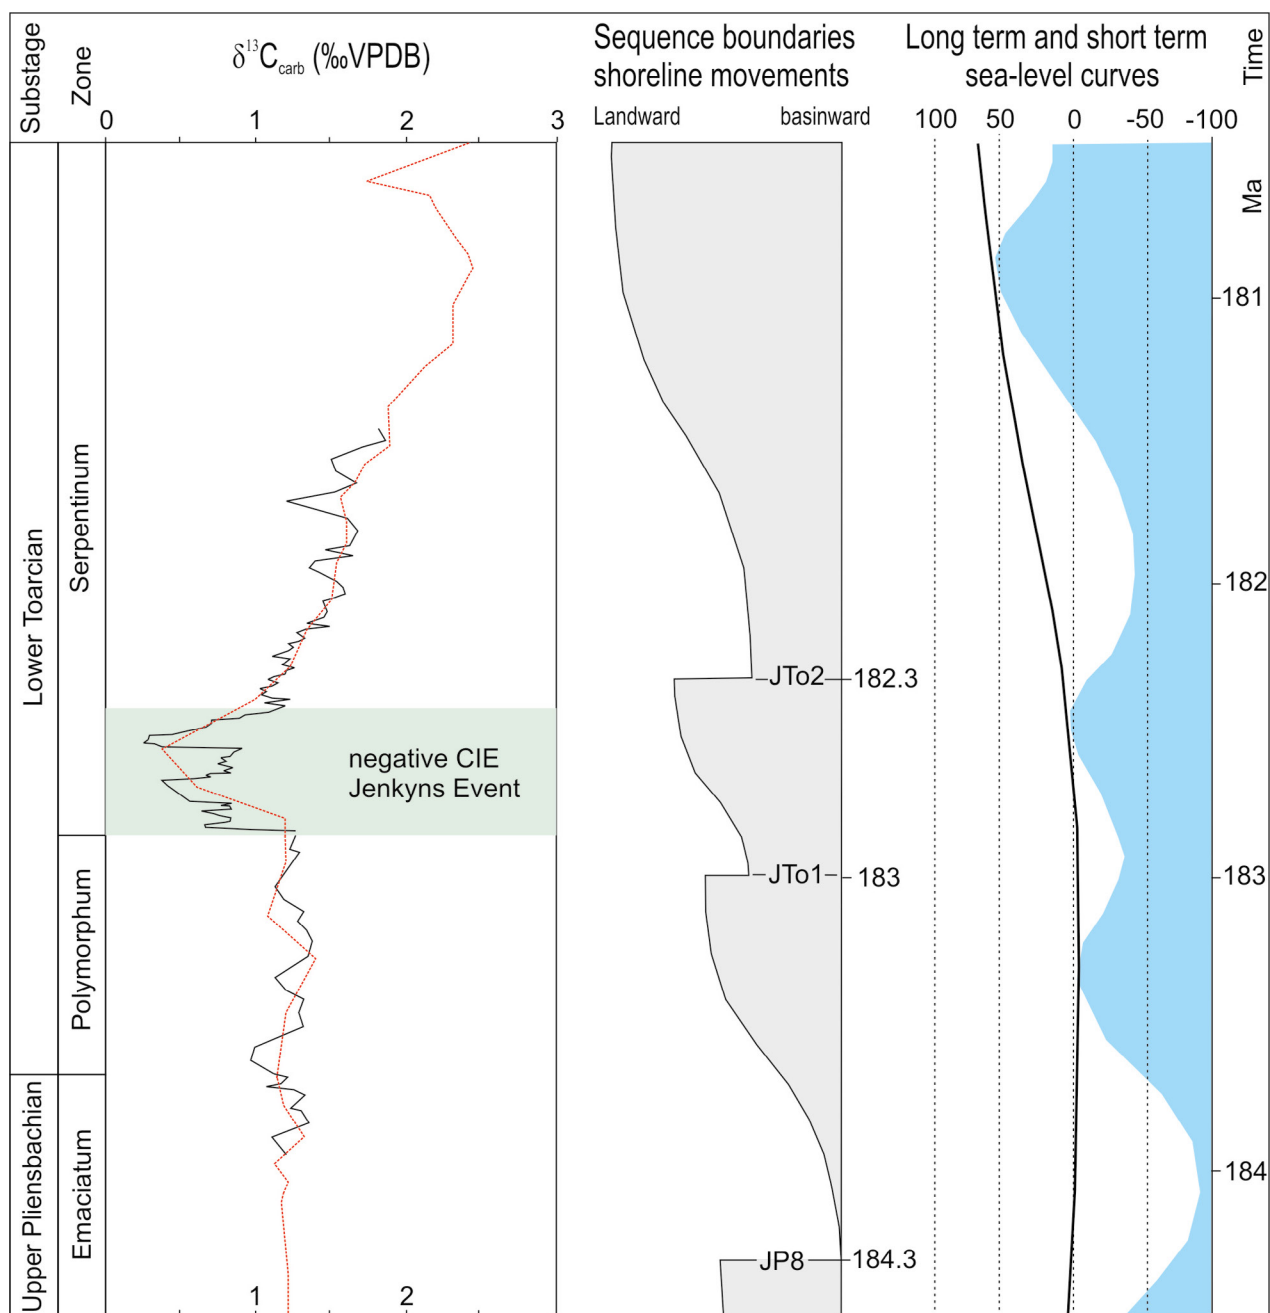 Substage
Zone
δ¹³Ccarb (‰VPDB)
Sequence boundaries
shoreline movements
Landward basinward
Long term and short term
sea-level curves
Time
0 1 2 3
100 50 0 -50 -100
Ma
181
Serpentinum
Lower Toarcian
182
JTo2 182.3
negative CIE
Jenkyns Event
JTo1 183
183
Polymorphum
184
Upper Pliensbachian
Emaciatum
JP8 184.3
1 2